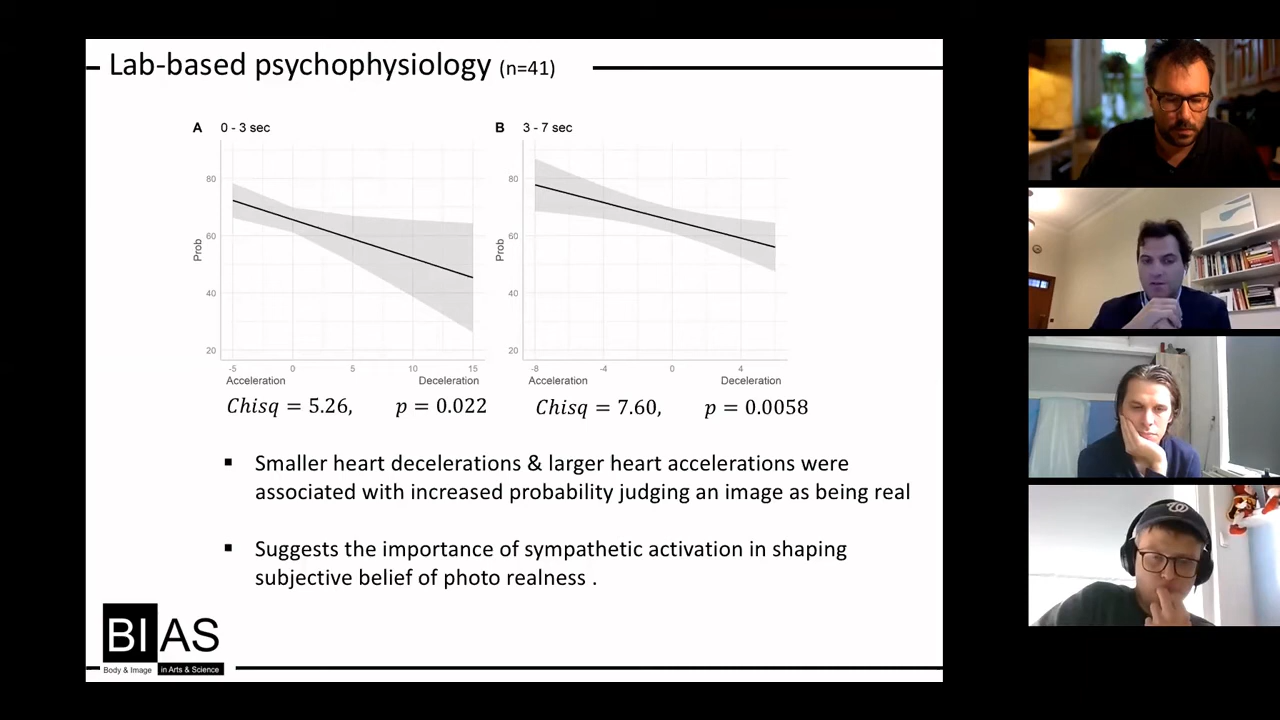 Lab-based psychophysiology (n=41)
A 0 - 3 sec
80
60
40
20
Prob
-5 0 5 10 15
Acceleration Deceleration
Chisq = 5.26, p = 0.022
B 3 - 7 sec
80
60
40
20
Prob
-8 -4 0 4
Acceleration Deceleration
Chisq = 7.60, p = 0.0058
▪ Smaller heart decelerations & larger heart accelerations were
associated with increased probability judging an image as being real
▪ Suggests the importance of sympathetic activation in shaping
subjective belief of photo realness .
BIAS
Body & Image in Arts & Science
W